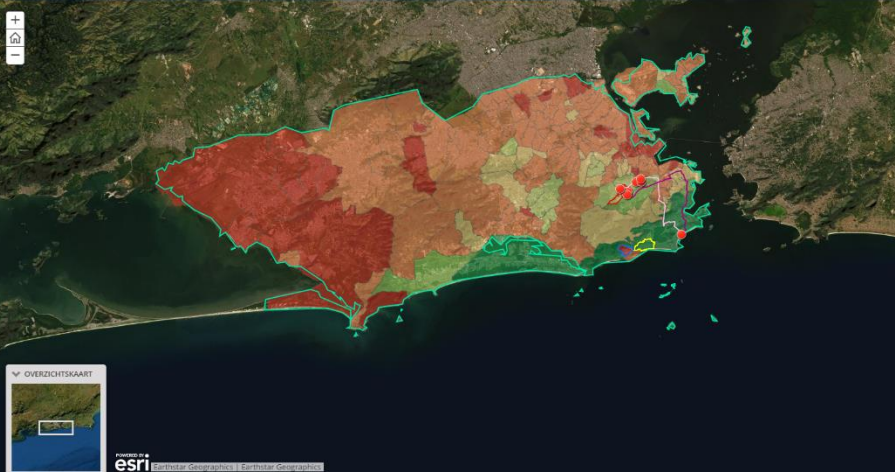 +
−
OVERZICHTSKAART
POWERED BY
esri
Earthstar Geographics | Earthstar Geographics